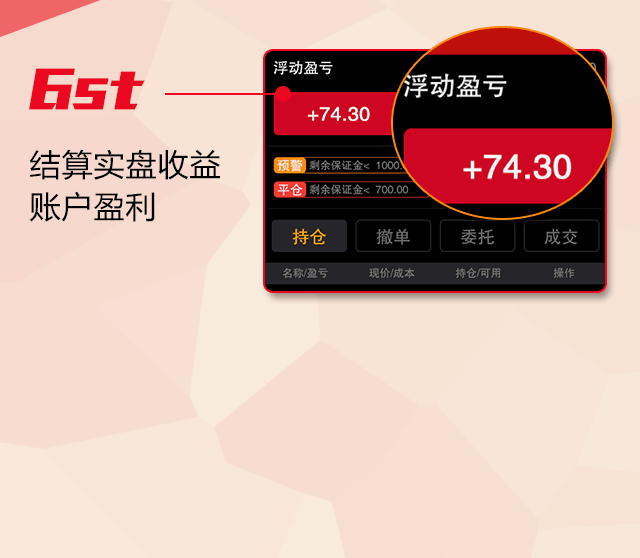 6st
结算实盘收益
账户盈利
浮动盈亏
+74.30
预警 剩余保证金< 1000.
平仓 剩余保证金< 700.00
持仓 撤单 委托 成交
名称/盈亏 现价/成本 持仓/可用 操作
浮动盈亏
+74.30